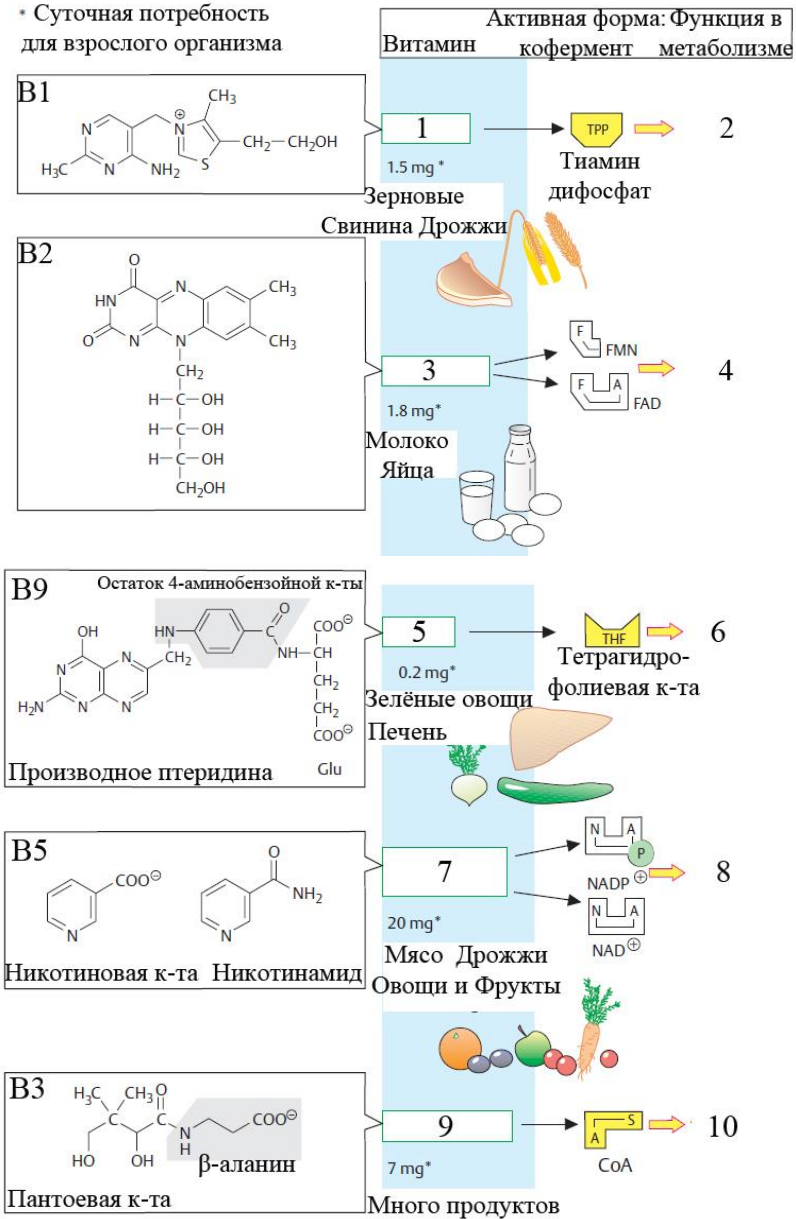 * Суточная потребность
для взрослого организма
Витамин
Активная форма: Функция в
кофермент метаболизме
B1
N
N
H₃C
NH₂
N⊕
S
CH₃
CH₂—CH₂OH
1
1.5 mg *
TPP
2
Тиамин
дифосфат
Зерновые
Свинина Дрожжи
B2
O
HN
O
N
N
N
CH₃
CH₃
CH₂
H—C—OH
H—C—OH
H—C—OH
CH₂OH
3
1.8 mg*
F
FMN
F A
FAD
4
Молоко
Яйца
B9
Остаток 4-аминобензойной к-ты
OH
N
N
H₂N
N
N
CH₂
HN
O
C
NH
COO⊖
C—H
CH₂
CH₂
COO⊖
Glu
Производное птеридина
5
0.2 mg*
THF
6
Тетагидро-
фолиевая к-та
Зелёные овощи
Печень
B5
COO⊖
N
O
NH₂
N
Никотиновая к-та Никотинамид
7
20 mg*
N A
P
NADP⊕
N A
NAD⊕
8
Мясо Дрожжи
Овощи и Фрукты
B3
H₃C
CH₃
C
HO
OH
O
C
N
H
COO⊖
β-аланин
Пантоевая к-та
9
7 mg*
A S
CoA
10
Много продуктов